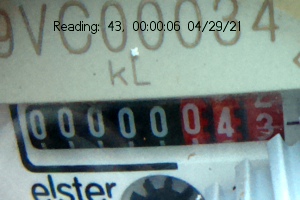 9VC00034
Reading: 43, 00:00:06 04/29/21
kL
00000043
elster